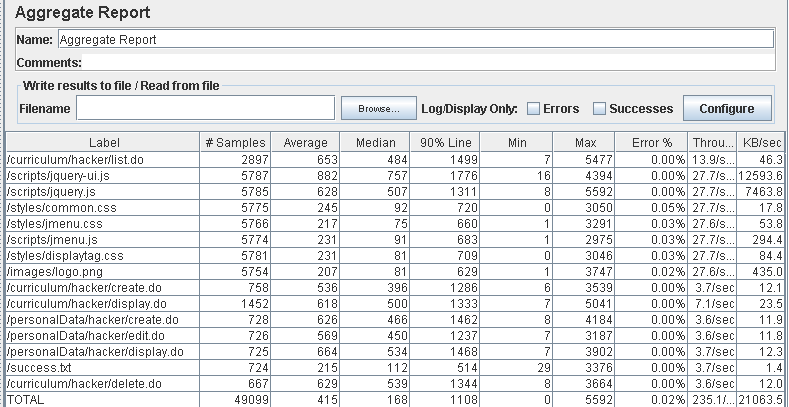 Aggregate Report
Name: Aggregate Report
Comments:
Write results to file / Read from file
Filename Browse... Log/Display Only: Errors Successes Configure
Label # Samples Average Median 90% Line Min Max Error % Throu... KB/sec
/curriculum/hacker/list.do 2897 653 484 1499 7 5477 0.00% 13.9/s... 46.3
/scripts/jquery-ui.js 5787 882 757 1776 16 4394 0.00% 27.7/s... 12593.6
/scripts/jquery.js 5785 628 507 1311 8 5592 0.00% 27.7/s... 7463.8
/styles/common.css 5775 245 92 720 0 3050 0.05% 27.7/s... 17.8
/styles/jmenu.css 5766 217 75 660 1 3291 0.03% 27.6/s... 53.8
/scripts/jmenu.js 5774 231 91 683 1 2975 0.03% 27.7/s... 294.4
/styles/displaytag.css 5781 231 81 709 0 3046 0.03% 27.7/s... 84.4
/images/logo.png 5754 207 81 629 1 3747 0.02% 27.6/s... 435.0
/curriculum/hacker/create.do 758 536 396 1286 6 3539 0.00% 3.7/sec 12.1
/curriculum/hacker/display.do 1452 618 500 1333 7 5041 0.00% 7.1/sec 23.5
/personalData/hacker/create.do 728 626 466 1462 8 4184 0.00% 3.6/sec 11.9
/personalData/hacker/edit.do 726 569 450 1237 7 3187 0.00% 3.6/sec 11.8
/personalData/hacker/display.do 725 664 534 1468 7 3902 0.00% 3.7/sec 12.3
/success.txt 724 215 112 514 29 3376 0.00% 3.7/sec 1.4
/curriculum/hacker/delete.do 667 629 539 1344 8 3664 0.00% 3.6/sec 12.0
TOTAL 49099 415 168 1108 0 5592 0.02% 235.1/... 21063.5